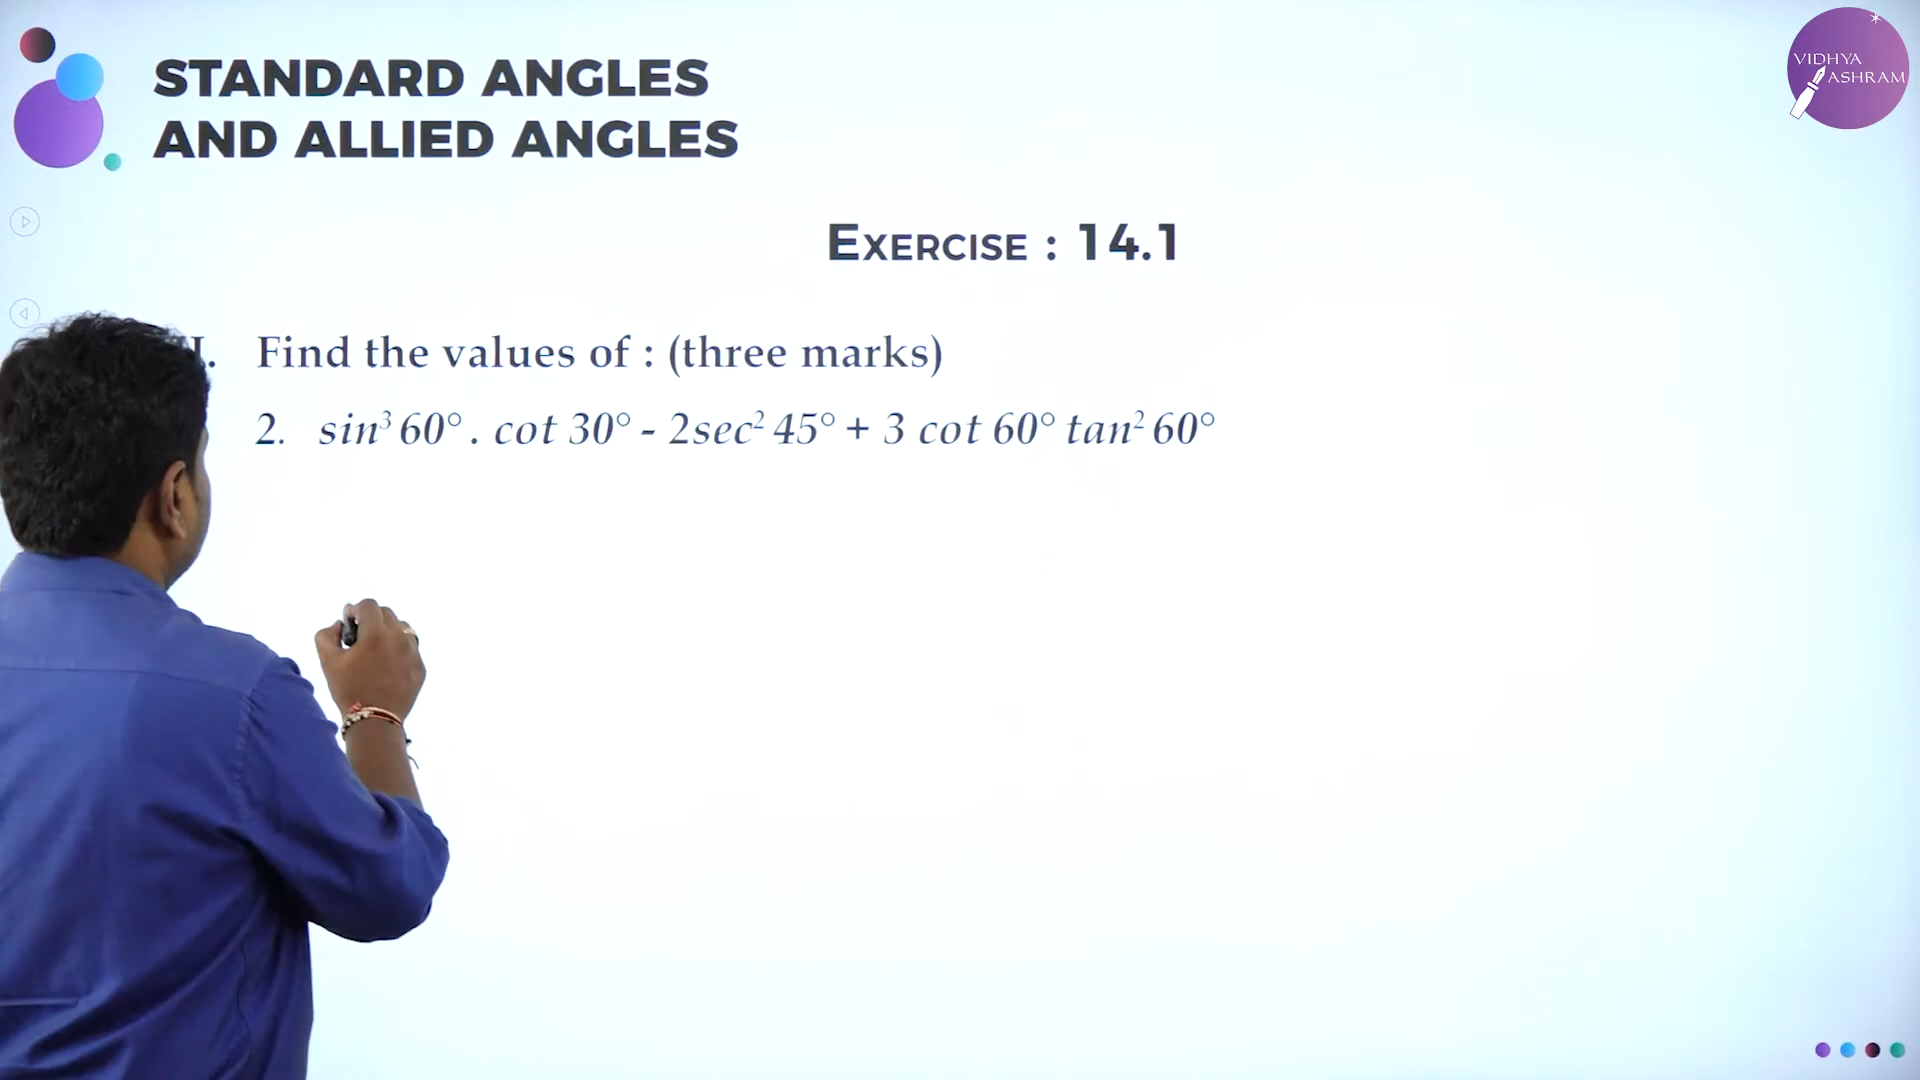 STANDARD ANGLES
AND ALLIED ANGLES
VIDHYA
ASHRAM
EXERCISE : 14.1
I. Find the values of : (three marks)
2. sin³ 60° . cot 30° - 2sec² 45° + 3 cot 60° tan² 60°